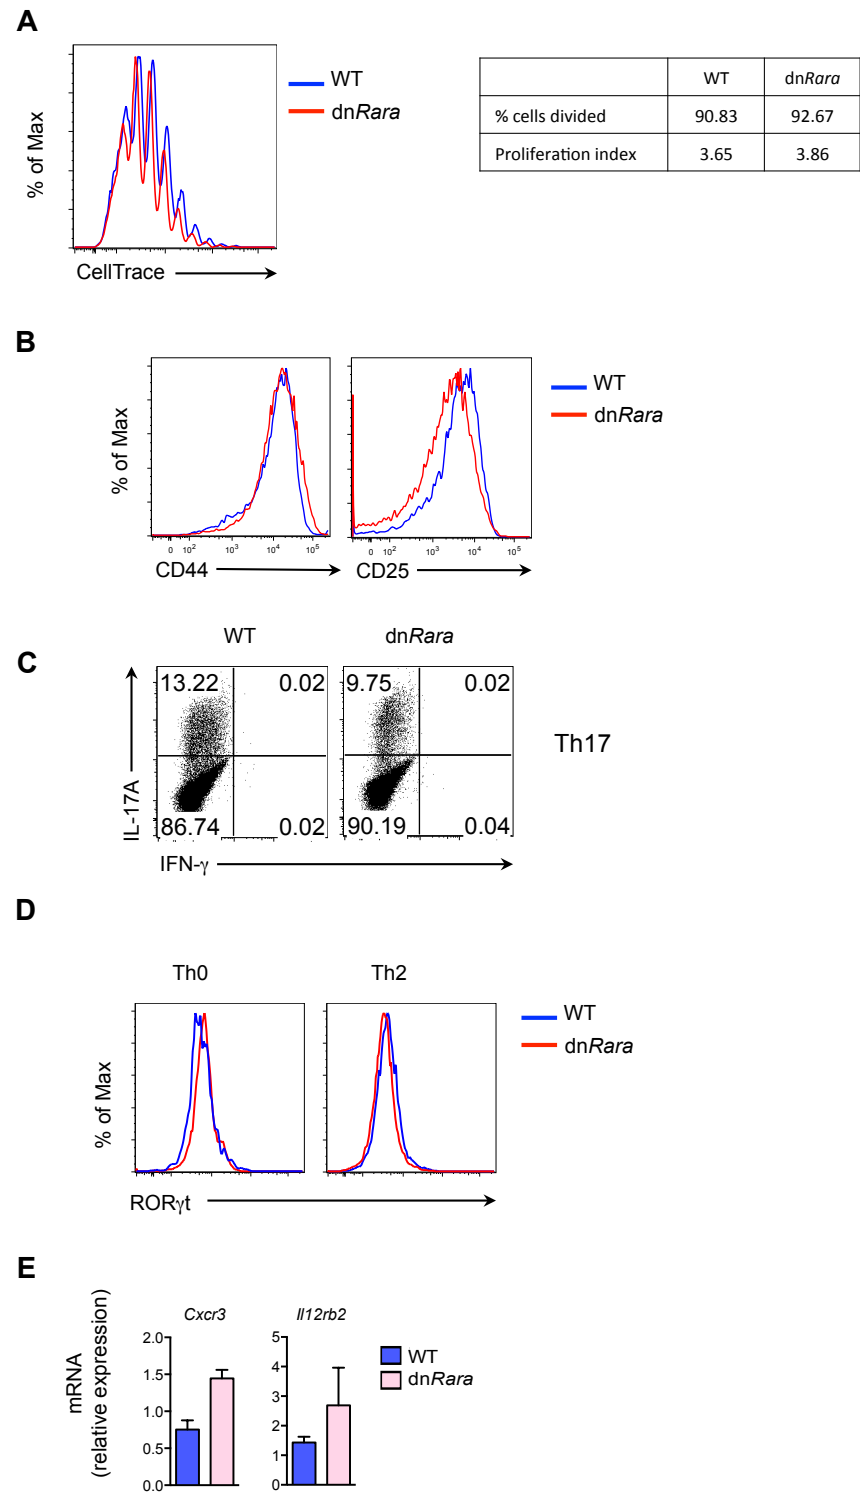 A
% of Max
CellTrace
WT
dnRara
WT dnRara
% cells divided 90.83 92.67
Proliferation index 3.65 3.86
B
% of Max
0 10² 10³ 10⁴ 10⁵
0 10² 10³ 10⁴ 10⁵
CD44
CD25
WT
dnRara
C
WT dnRara
13.22 0.02
9.75 0.02
86.74 0.02
90.19 0.04
IL-17A
IFN-γ
Th17
D
Th0 Th2
% of Max
RORγt
WT
dnRara
E
mRNA
(relative expression)
Cxcr3
2.0
1.5
1.0
0.5
0.0
Il12rb2
5
4
3
2
1
0
WT
dnRara